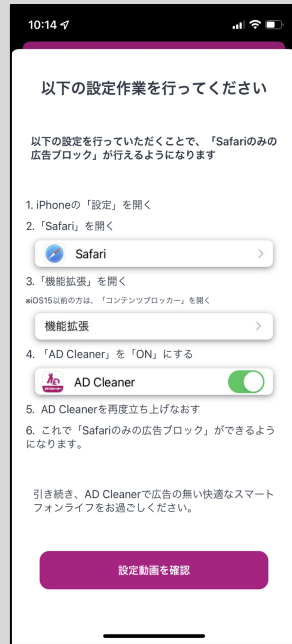 10:14
以下の設定作業を行ってください
以下の設定を行っていただくことで、「Safariのみの
広告ブロック」が行えるようになります
1. iPhoneの「設定」を開く
2.「Safari」を開く
Safari
3.「機能拡張」を開く
※iOS15以前の方は、「コンテンツブロッカー」を開く
機能拡張
4. 「AD Cleaner」を「ON」にする
AD Cleaner
5. AD Cleanerを再度立ち上げなおす
6. これで「Safariのみの広告ブロック」ができるよう
になります。
引き続き、AD Cleanerで広告の無い快適なスマート
フォンライフをお過ごしください。
設定動画を確認